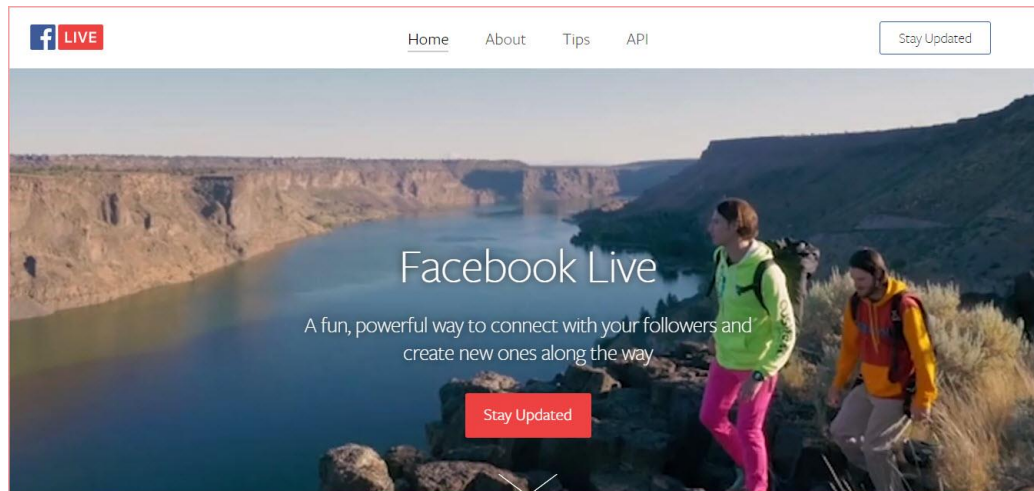 f LIVE
Home About Tips API
Stay Updated
Facebook Live
A fun, powerful way to connect with your followers and
create new ones along the way
Stay Updated